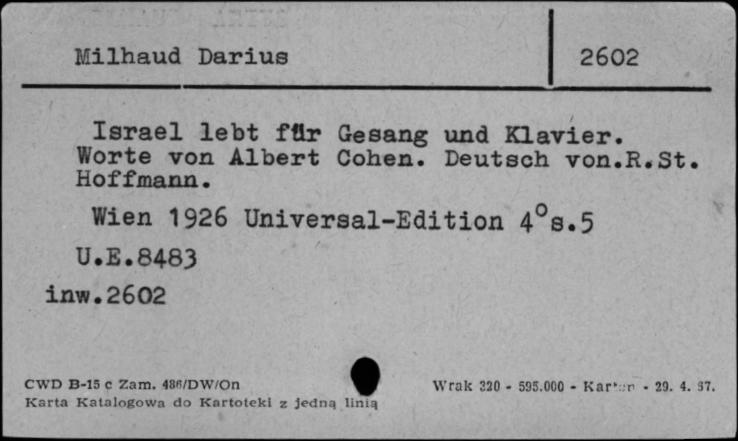 Milhaud Darius 2602
Israel lebt für Gesang und Klavier.
Worte von Albert Cohen. Deutsch von.R.St.
Hoffmann.
Wien 1926 Universal-Edition 4°s.5
U.E.8483
inw.2602
CWD B-15 c Zam. 486/DW/On Wrak 320 - 595.000 - - 29. 4. 57.
Karta Katalogowa do Kartoteki z jedną linią